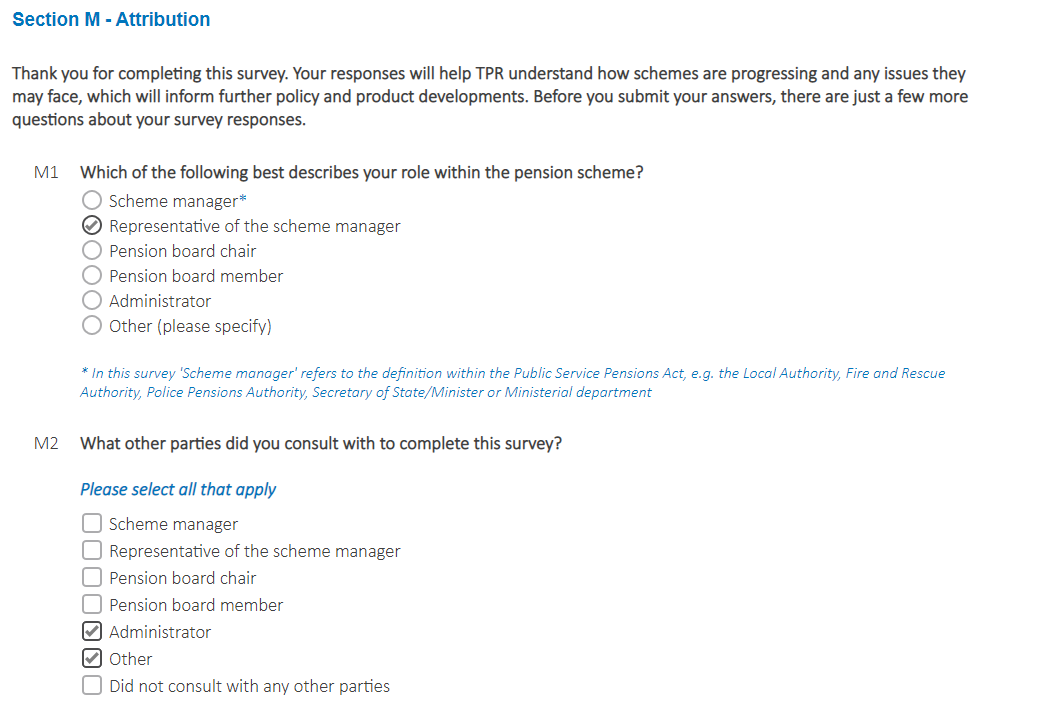 Section M - Attribution
Thank you for completing this survey. Your responses will help TPR understand how schemes are progressing and any issues they
may face, which will inform further policy and product developments. Before you submit your answers, there are just a few more
questions about your survey responses.
M1 Which of the following best describes your role within the pension scheme?
Scheme manager*
Representative of the scheme manager
Pension board chair
Pension board member
Administrator
Other (please specify)
* In this survey 'Scheme manager' refers to the definition within the Public Service Pensions Act, e.g. the Local Authority, Fire and Rescue
Authority, Police Pensions Authority, Secretary of State/Minister or Ministerial department
M2 What other parties did you consult with to complete this survey?
Please select all that apply
Scheme manager
Representative of the scheme manager
Pension board chair
Pension board member
Administrator
Other
Did not consult with any other parties